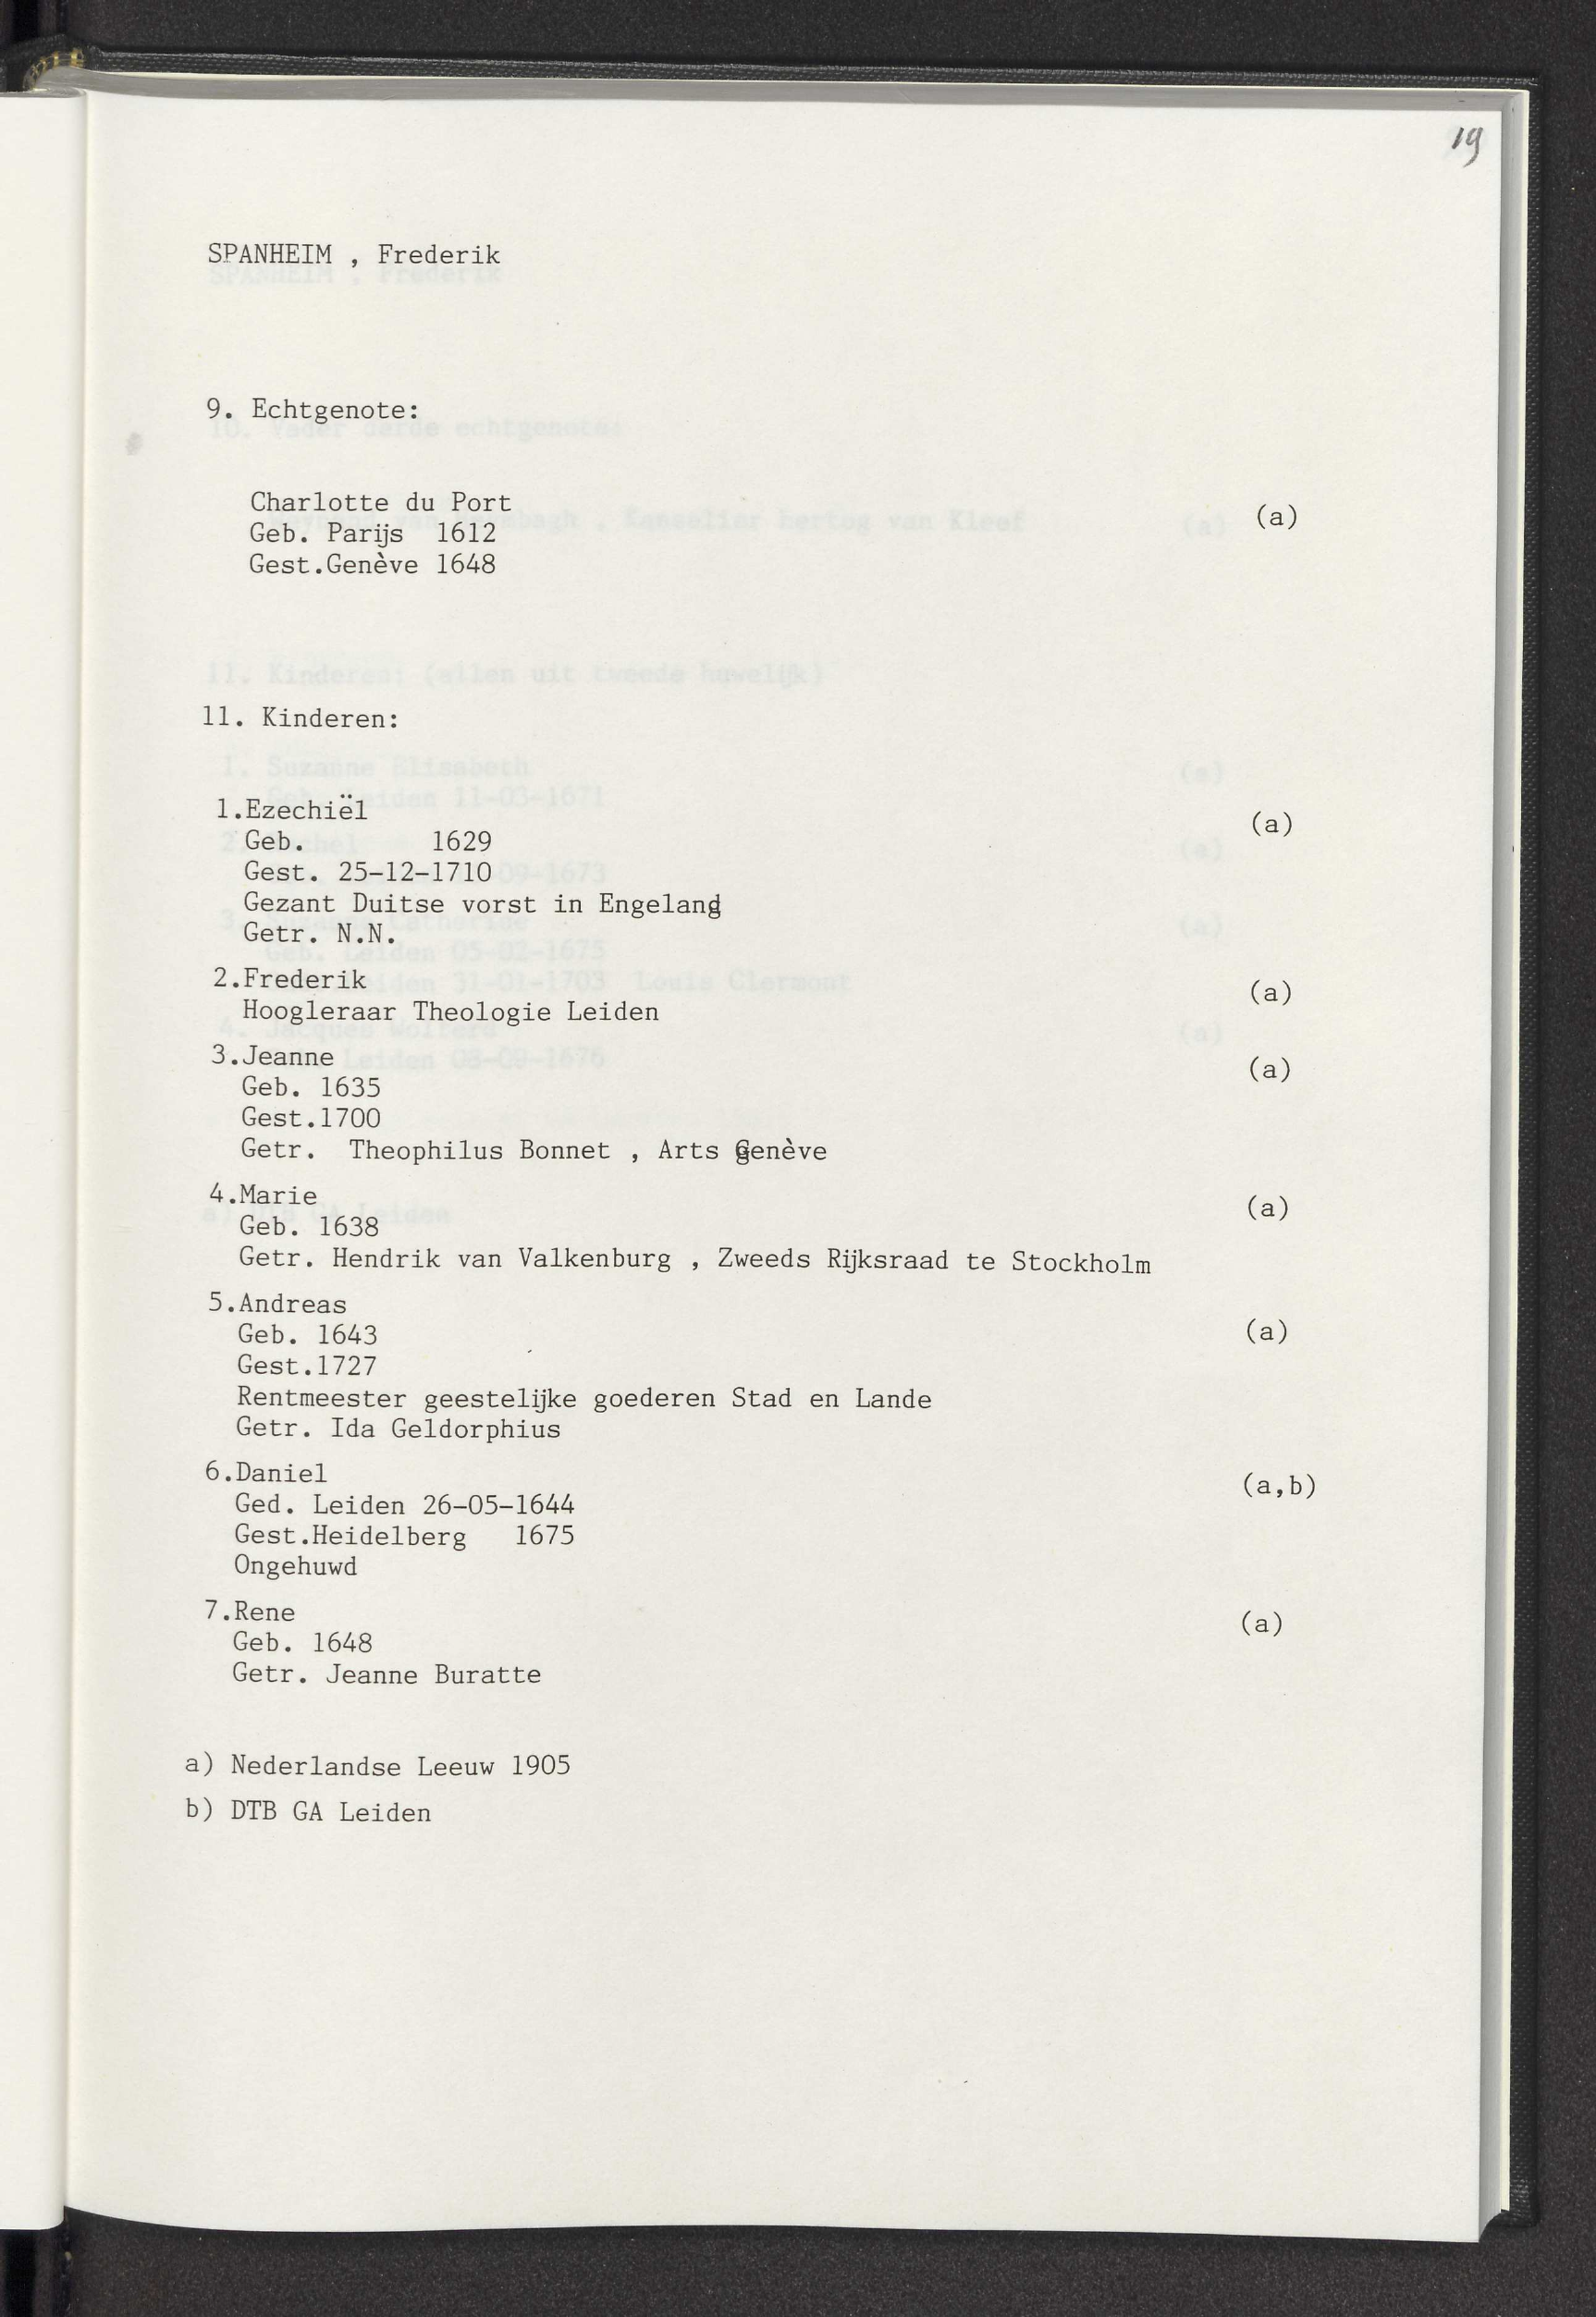 19
SPANHEIM , Frederik
9. Echtgenote:
Charlotte du Port (a)
Geb. Parijs 1612
Gest.Genève 1648
11. Kinderen:
1.Ezechiël (a)
Geb. 1629
Gest. 25-12-1710
Gezant Duitse vorst in Engeland
Getr. N.N.
2.Frederik (a)
Hoogleraar Theologie Leiden
3.Jeanne (a)
Geb. 1635
Gest.1700
Getr. Theophilus Bonnet , Arts Genève
4.Marie (a)
Geb. 1638
Getr. Hendrik van Valkenburg , Zweeds Rijksraad te Stockholm
5.Andreas
Geb. 1643 (a)
Gest.1727
Rentmeester geestelijke goederen Stad en Lande
Getr. Ida Geldorphius
6.Daniel (a,b)
Ged. Leiden 26-05-1644
Gest.Heidelberg 1675
Ongehuwd
7.Rene (a)
Geb. 1648
Getr. Jeanne Buratte
a) Nederlandse Leeuw 1905
b) DTB GA Leiden